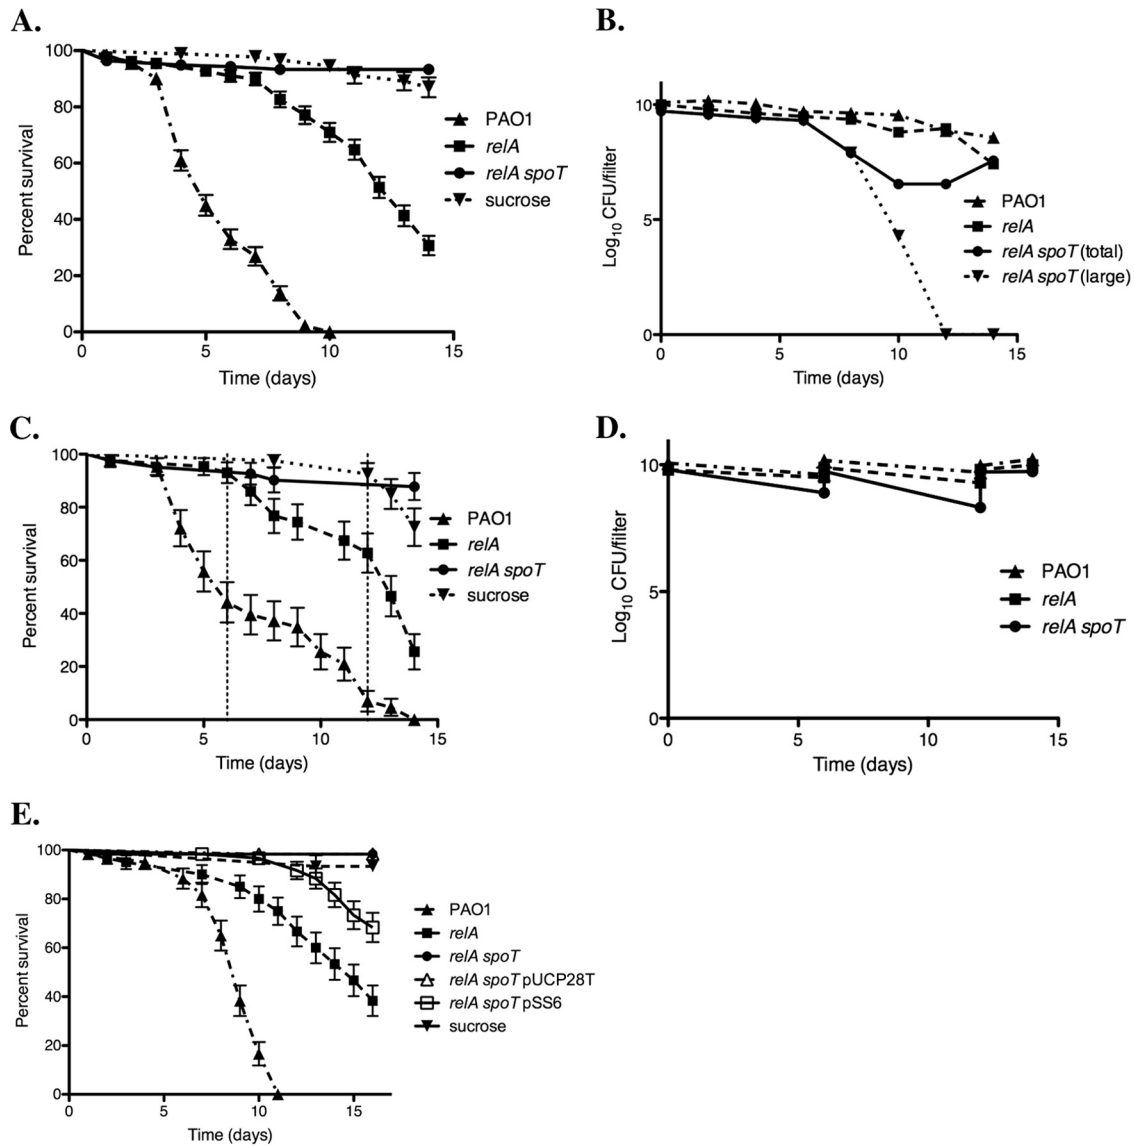 A.
Percent survival
100
80
60
40
20
0
0 5 10 15
Time (days)
PAO1
relA
relA spoT
sucrose
B.
Log10 CFU/filter
10
5
0
0 5 10 15
Time (days)
PAO1
relA
relA spoT (total)
relA spoT (large)
C.
Percent survival
100
80
60
40
20
0
0 5 10 15
Time (days)
PAO1
relA
relA spoT
sucrose
D.
Log10 CFU/filter
10
5
0
0 5 10 15
Time (days)
PAO1
relA
relA spoT
E.
Percent survival
100
80
60
40
20
0
0 5 10 15
Time (days)
PAO1
relA
relA spoT
relA spoT pUCP28T
relA spoT pSS6
sucrose